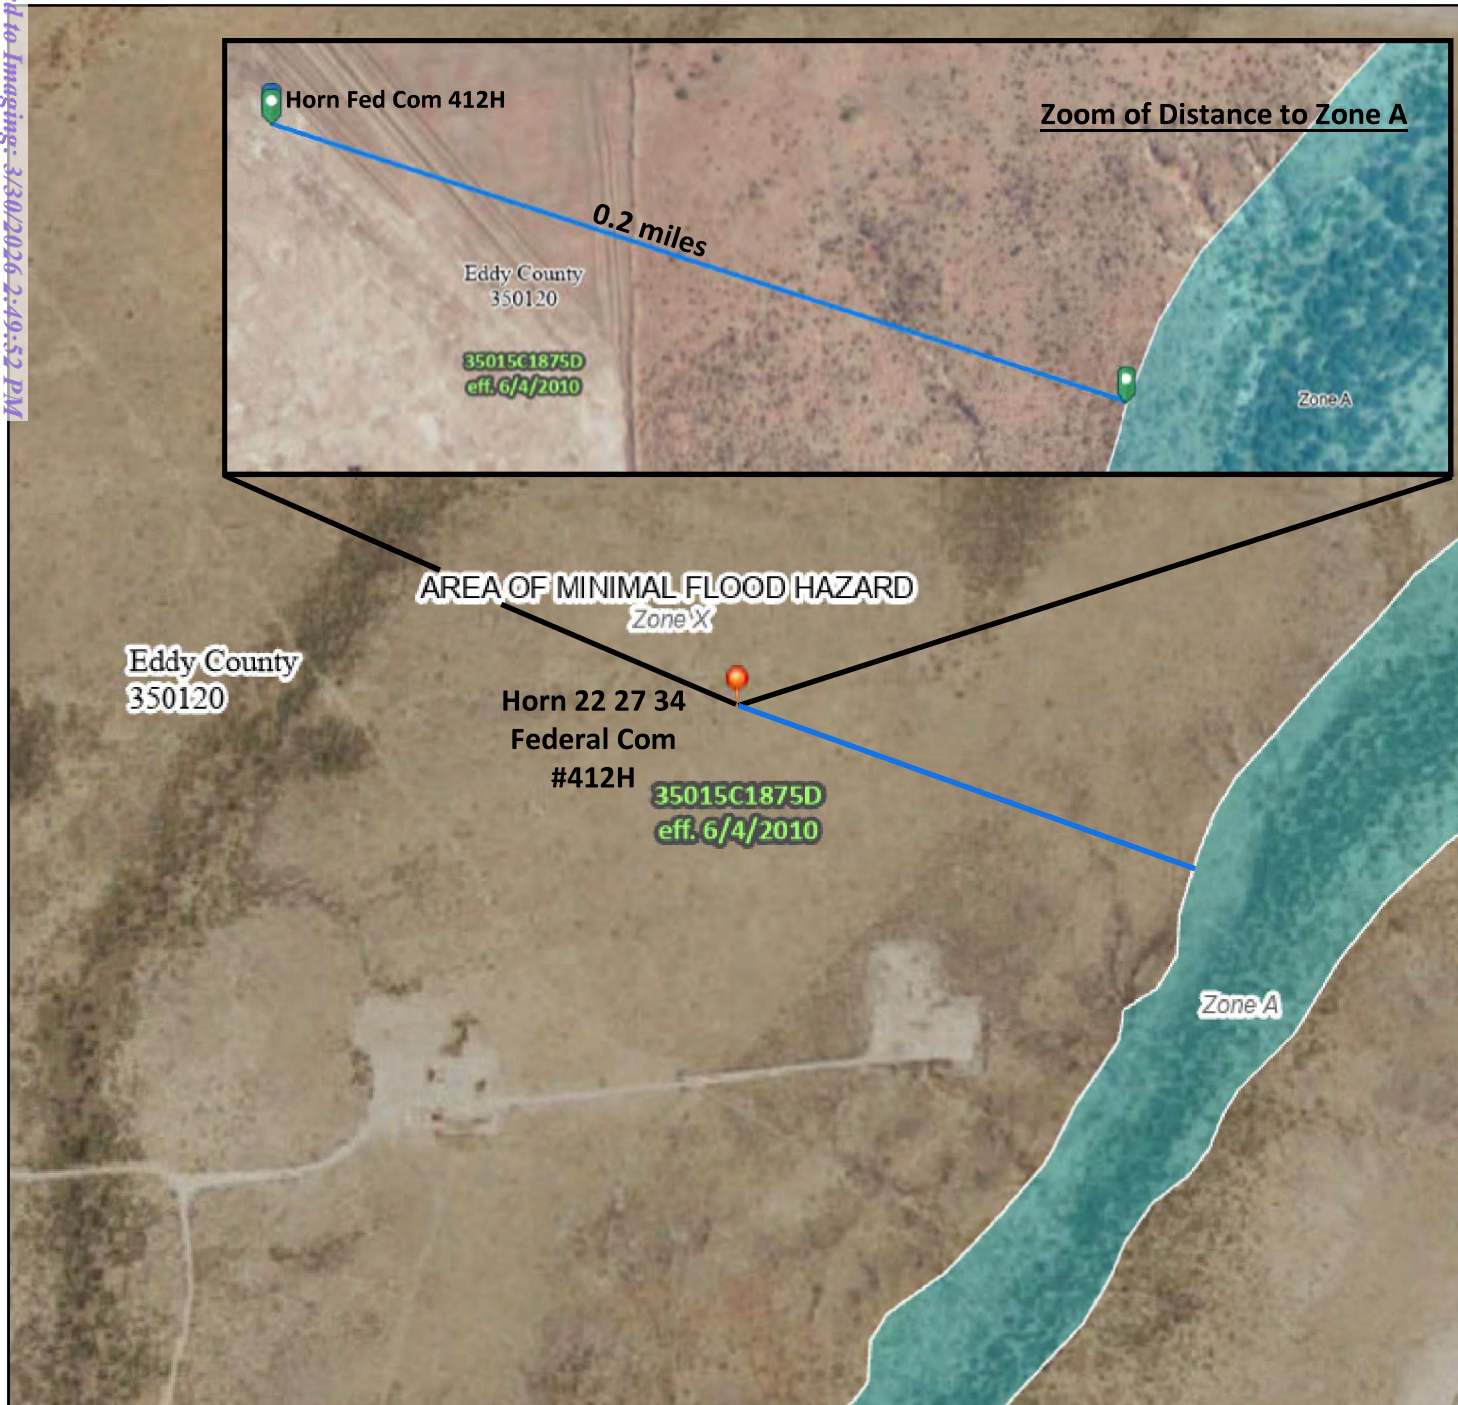 d to Imaging: 3/30/2026 2:49:52 PM
Horn Fed Com 412H
Zoom of Distance to Zone A
0.2 miles
Eddy County
350120
35015C1875D
eff. 6/4/2010
Zone A
AREA OF MINIMAL FLOOD HAZARD
Zone X
Eddy County
350120
Horn 22 27 34
Federal Com
#412H
35015C1875D
eff. 6/4/2010
Zone A